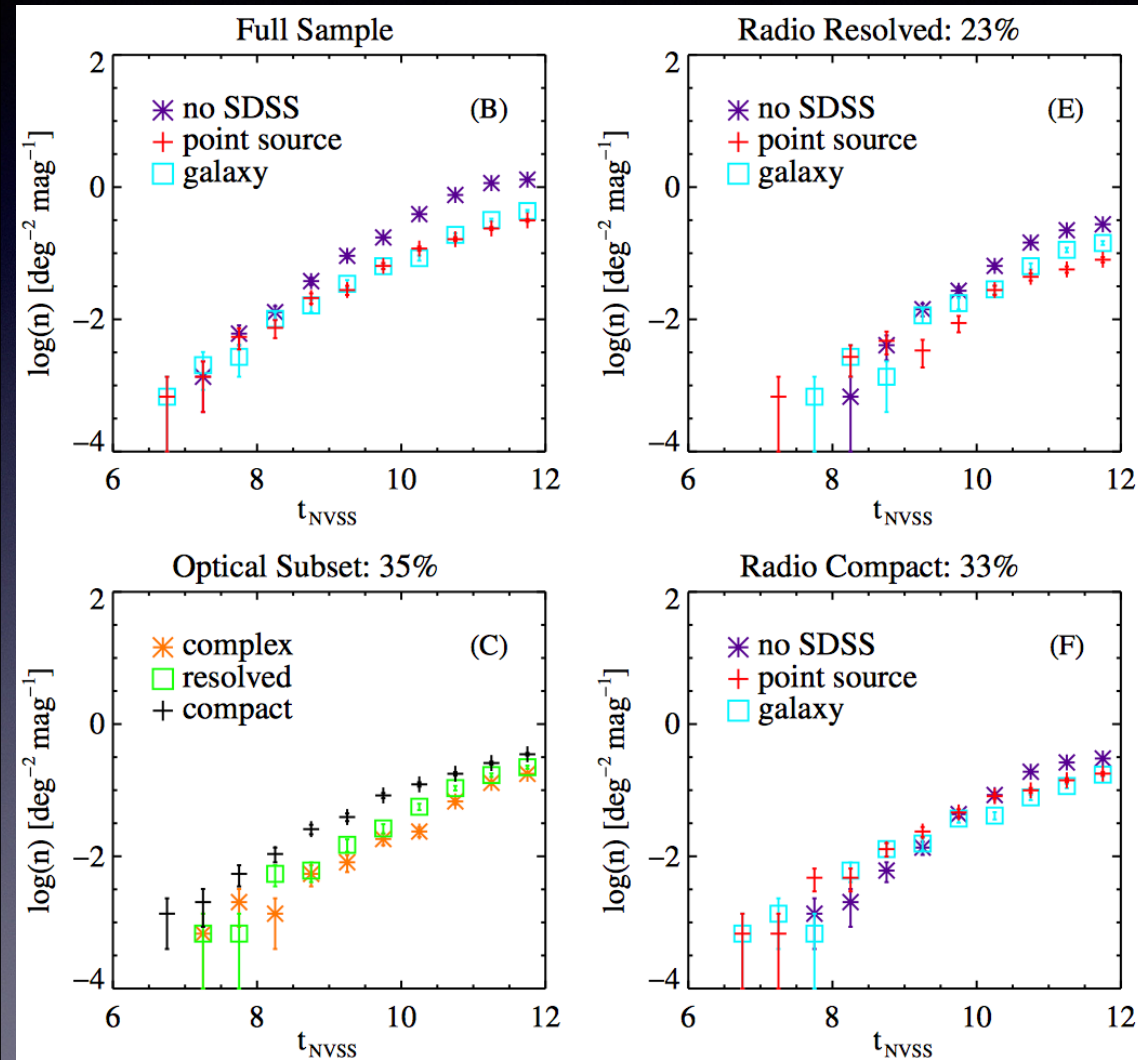 Full Sample
2
0
−2
−4
log(n) [deg⁻² mag⁻¹]
no SDSS
point source
galaxy
(B)
6
8
10
12
t_NVSS
Radio Resolved: 23%
2
0
−2
−4
log(n) [deg⁻² mag⁻¹]
no SDSS
point source
galaxy
(E)
6
8
10
12
t_NVSS
Optical Subset: 35%
2
0
−2
−4
log(n) [deg⁻² mag⁻¹]
complex
resolved
compact
(C)
6
8
10
12
t_NVSS
Radio Compact: 33%
2
0
−2
−4
log(n) [deg⁻² mag⁻¹]
no SDSS
point source
galaxy
(F)
6
8
10
12
t_NVSS